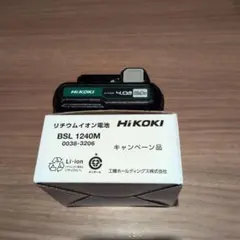 HiKOKI
4.0Ah
リチウムイオン電池
HiKOKI
BSL 1240M
0038-3206
キャンペーン品
Li-ion
工機ホールディングス株式会社